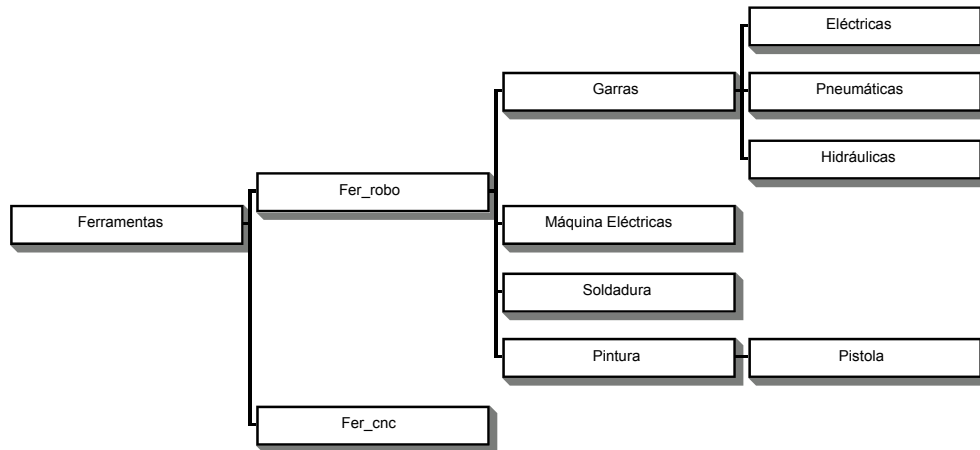 Ferramentas
Fer_robo
Garras
Eléctricas
Pneumáticas
Hidráulicas
Máquina Eléctricas
Soldadura
Pintura
Pistola
Fer_cnc